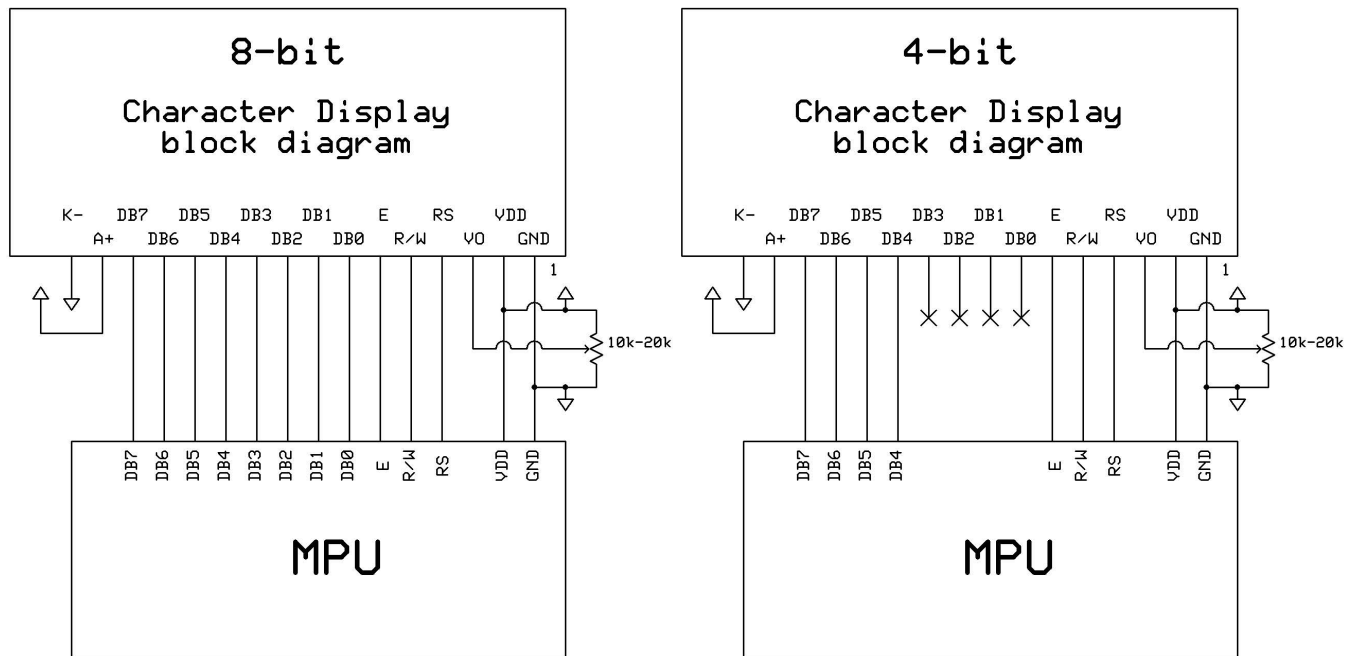 8-bit
Character Display
block diagram
K- DB7 DB5 DB3 DB1 E RS VDD
A+ DB6 DB4 DB2 DB0 R/W VO GND
1
10k-20k
DB7 DB6 DB5 DB4 DB3 DB2 DB1 DB0 E R/W RS VDD GND
MPU
4-bit
Character Display
block diagram
K- DB7 DB5 DB3 DB1 E RS VDD
A+ DB6 DB4 DB2 DB0 R/W VO GND
1
10k-20k
DB7 DB6 DB5 DB4 E R/W RS VDD GND
MPU